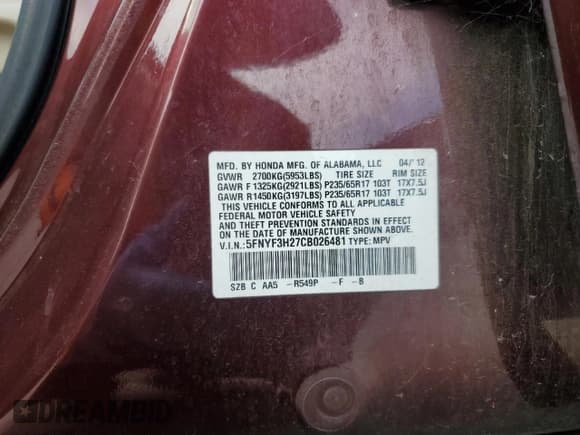 MFD. BY HONDA MFG. OF ALABAMA, LLC 04/12
GVWR 2700KG(5953LBS) TIRE SIZE RIM SIZE
GAWR F 1325KG(2921LBS) P235/65R17 103T 17X7.5J
GAWR R 1450KG(3197LBS) P235/65R17 103T 17X7.5J
THIS VEHICLE CONFORMS TO ALL APPLICABLE
FEDERAL MOTOR VEHICLE SAFETY
AND THEFT PREVENTION STANDARDS IN EFFECT
ON THE DATE OF MANUFACTURE SHOWN ABOVE.
V.I.N.: 5FNYF3H27CB026481 TYPE: MPV
SZB C AA5 -R549P -F -B
DREAMBID